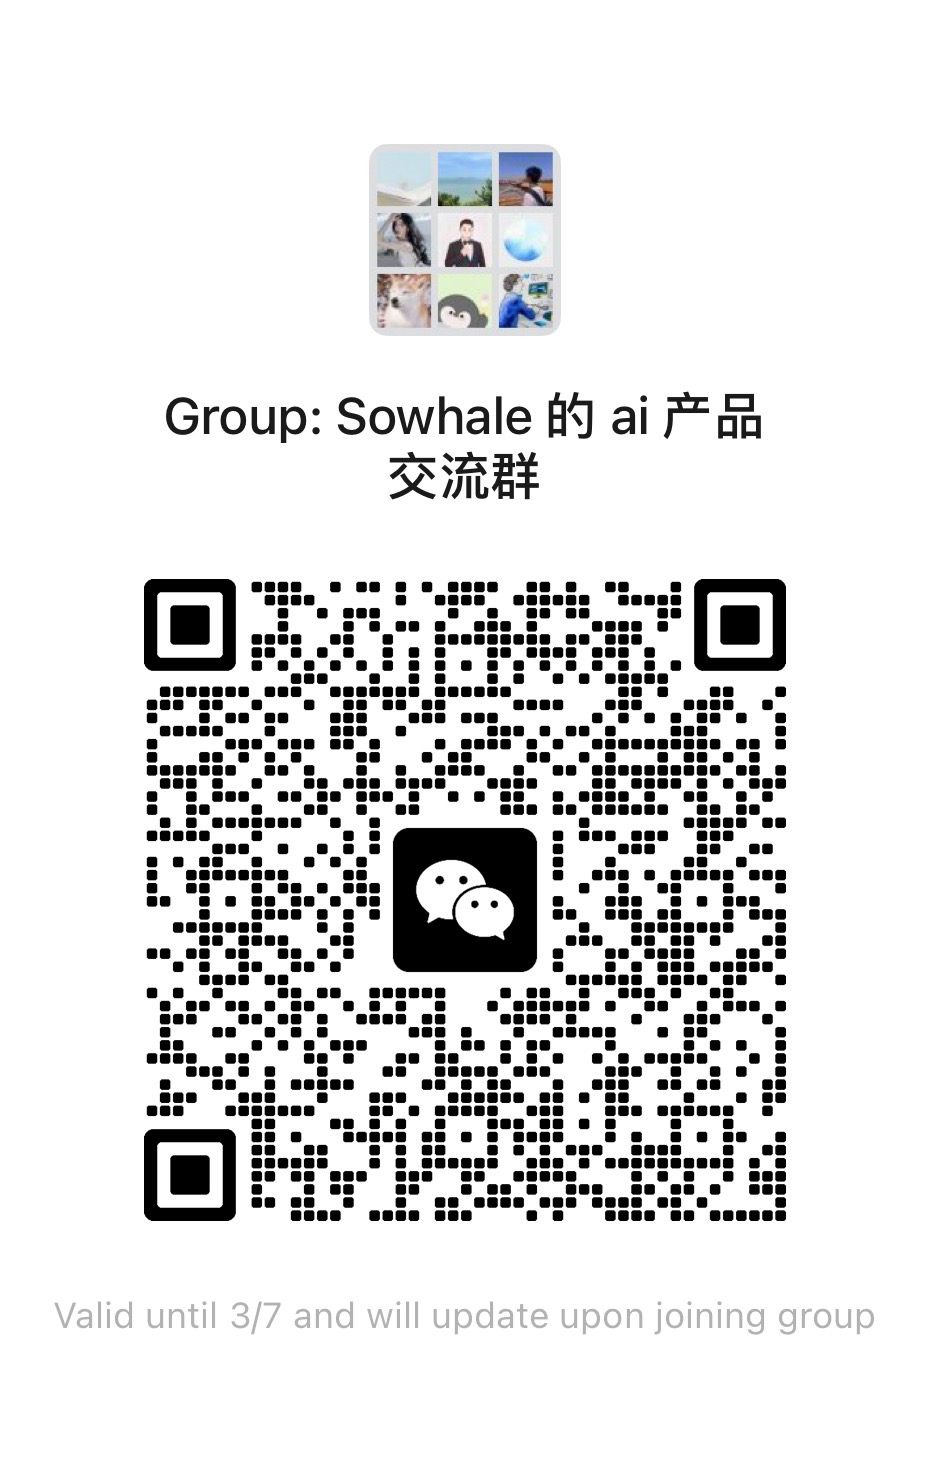 Group: Sowhale 的 ai 产品
交流群
Valid until 3/7 and will update upon joining group